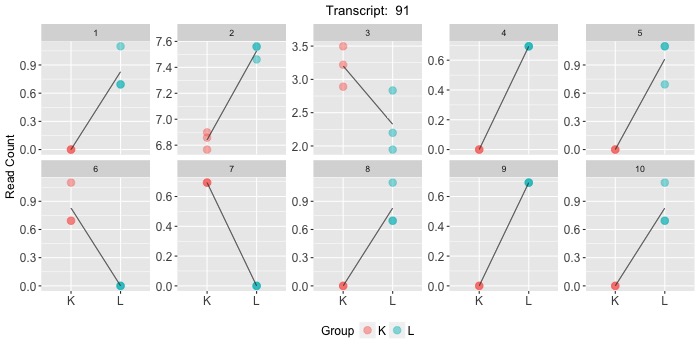 Transcript: 91
Read Count
1 2 3 4 5
0.9 0.6 0.3 0.0
7.6 7.4 7.2 7.0 6.8
3.5 3.0 2.5 2.0
0.6 0.4 0.2 0.0
0.9 0.6 0.3 0.0
6 7 8 9 10
0.9 0.6 0.3 0.0
0.6 0.4 0.2 0.0
0.9 0.6 0.3 0.0
0.6 0.4 0.2 0.0
0.9 0.6 0.3 0.0
K L K L K L K L K L
Group K L